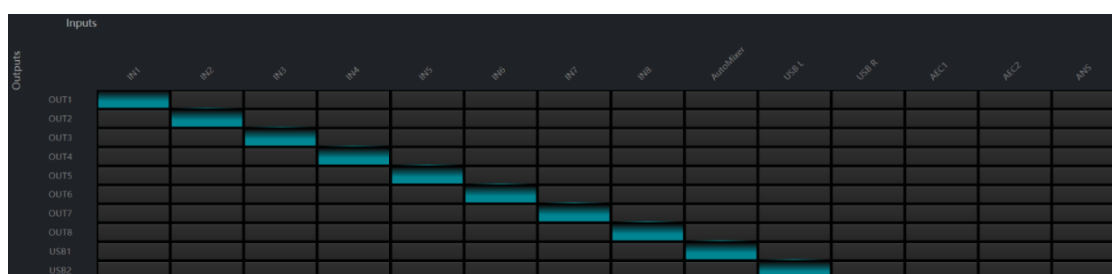 Inputs
Outputs
IN1 IN2 IN3 IN4 IN5 IN6 IN7 IN8 AutoMixer USB L USB R AEC1 AEC2 ANS
OUT1
OUT2
OUT3
OUT4
OUT5
OUT6
OUT7
OUT8
USB1
USB2